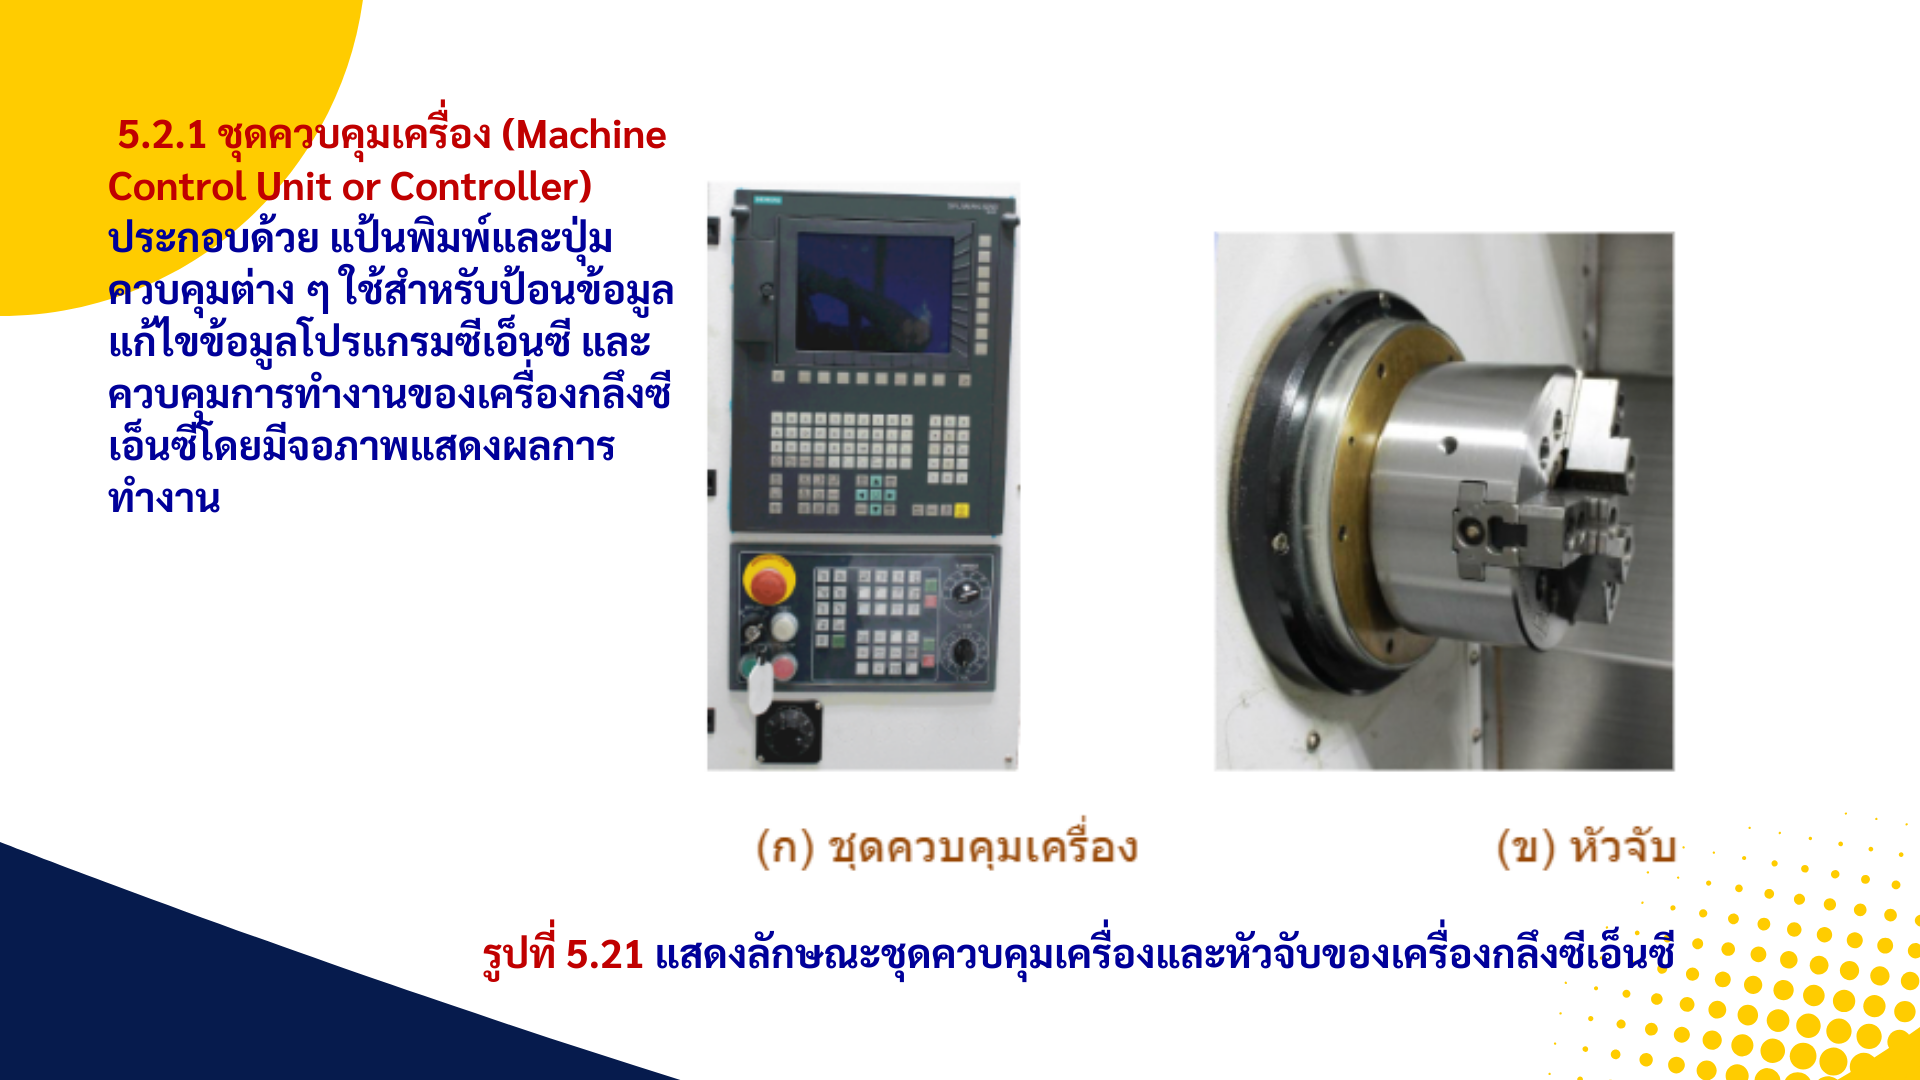 5.2.1 ชุดควบคุมเครื่อง (Machine
Control Unit or Controller)
ประกอบด้วย แป้นพิมพ์และปุ่ม
ควบคุมต่าง ๆ ใช้สำหรับป้อนข้อมูล
แก้ไขข้อมูลโปรแกรมซีเอ็นซี และ
ควบคุมการทำงานของเครื่องกลึงซี
เอ็นซีโดยมีจอภาพแสดงผลการ
ทำงาน
SIEMENS
(ก) ชุดควบคุมเครื่อง
(ข) หัวจับ
รูปที่ 5.21 แสดงลักษณะชุดควบคุมเครื่องและหัวจับของเครื่องกลึงซีเอ็นซี